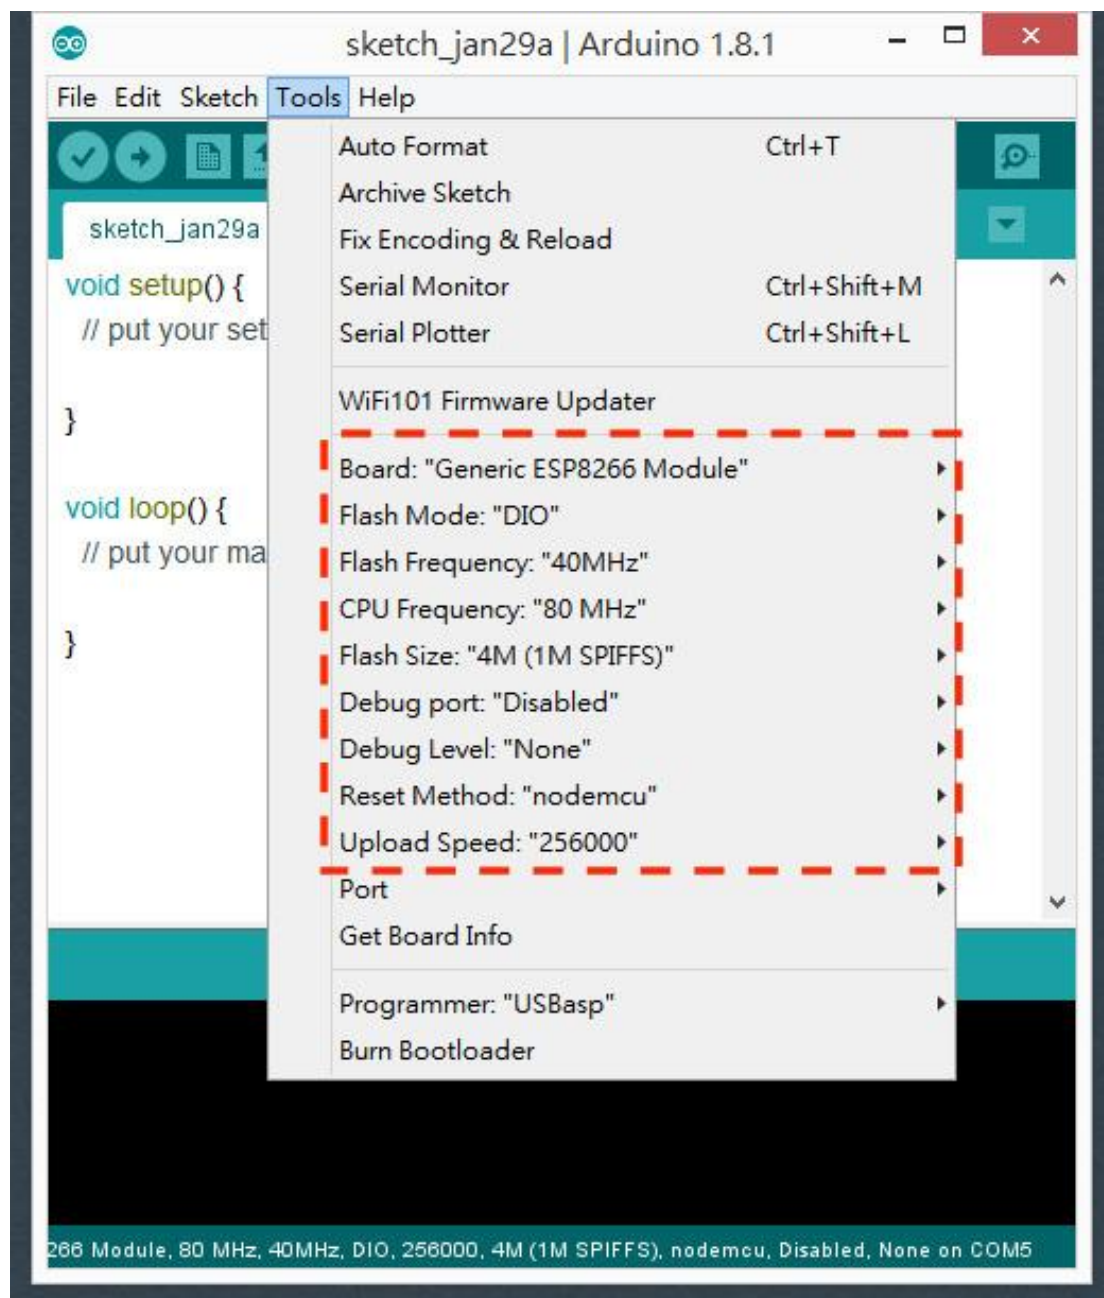 sketch_jan29a | Arduino 1.8.1
File Edit Sketch Tools Help
Auto Format Ctrl+T
Archive Sketch
sketch_jan29a
Fix Encoding & Reload
void setup() {
Serial Monitor Ctrl+Shift+M
// put your set
Serial Plotter Ctrl+Shift+L
WiFi101 Firmware Updater
}
Board: "Generic ESP8266 Module"
void loop() {
Flash Mode: "DIO"
// put your ma
Flash Frequency: "40MHz"
CPU Frequency: "80 MHz"
}
Flash Size: "4M (1M SPIFFS)"
Debug port: "Disabled"
Debug Level: "None"
Reset Method: "nodemcu"
Upload Speed: "256000"
Port
Get Board Info
Programmer: "USBasp"
Burn Bootloader
266 Module, 80 MHz, 40MHz, DIO, 256000, 4M (1M SPIFFS), nodemcu, Disabled, None on COM5